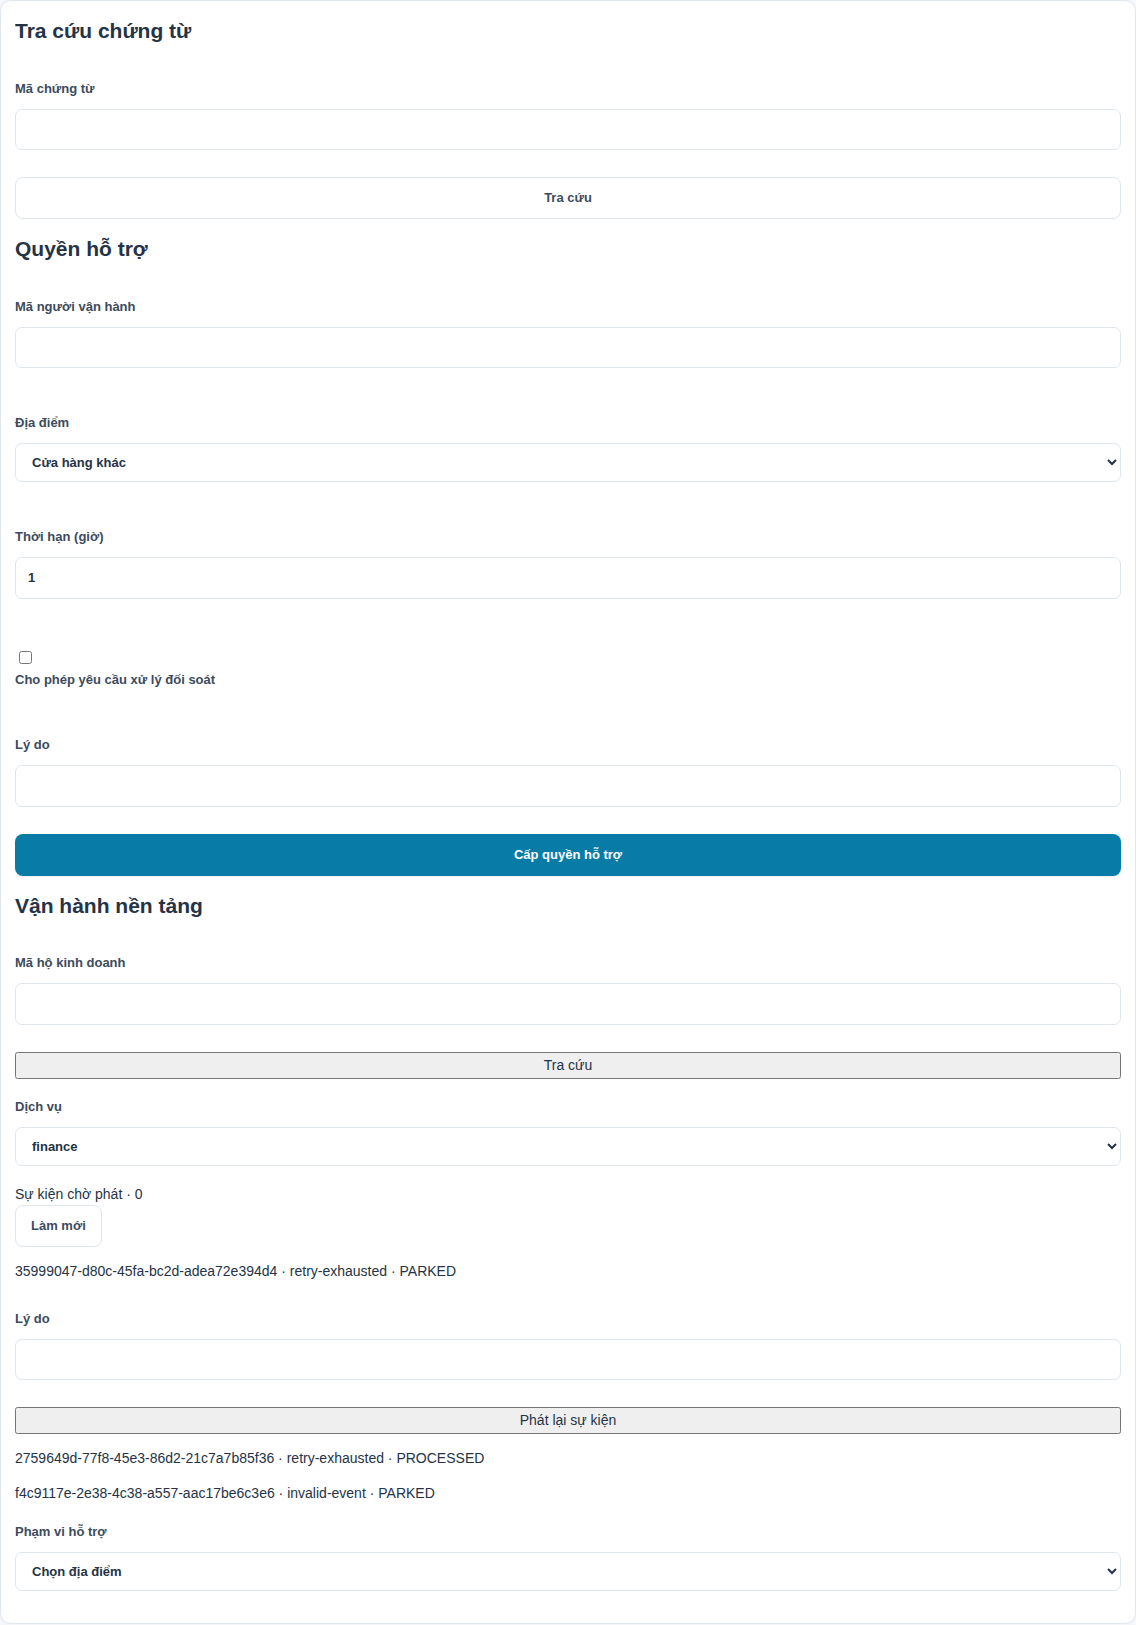 Tra cứu chứng từ
Mã chứng từ
Tra cứu
Quyền hỗ trợ
Mã người vận hành
Địa điểm
Cửa hàng khác
Thời hạn (giờ)
1
Cho phép yêu cầu xử lý đối soát
Lý do
Cấp quyền hỗ trợ
Vận hành nền tảng
Mã hộ kinh doanh
Tra cứu
Dịch vụ
finance
Sự kiện chờ phát · 0
Làm mới
35999047-d80c-45fa-bc2d-adea72e394d4 · retry-exhausted · PARKED
Lý do
Phát lại sự kiện
2759649d-77f8-45e3-86d2-21c7a7b85f36 · retry-exhausted · PROCESSED
f4c9117e-2e38-4c38-a557-aac17be6c3e6 · invalid-event · PARKED
Phạm vi hỗ trợ
Chọn địa điểm